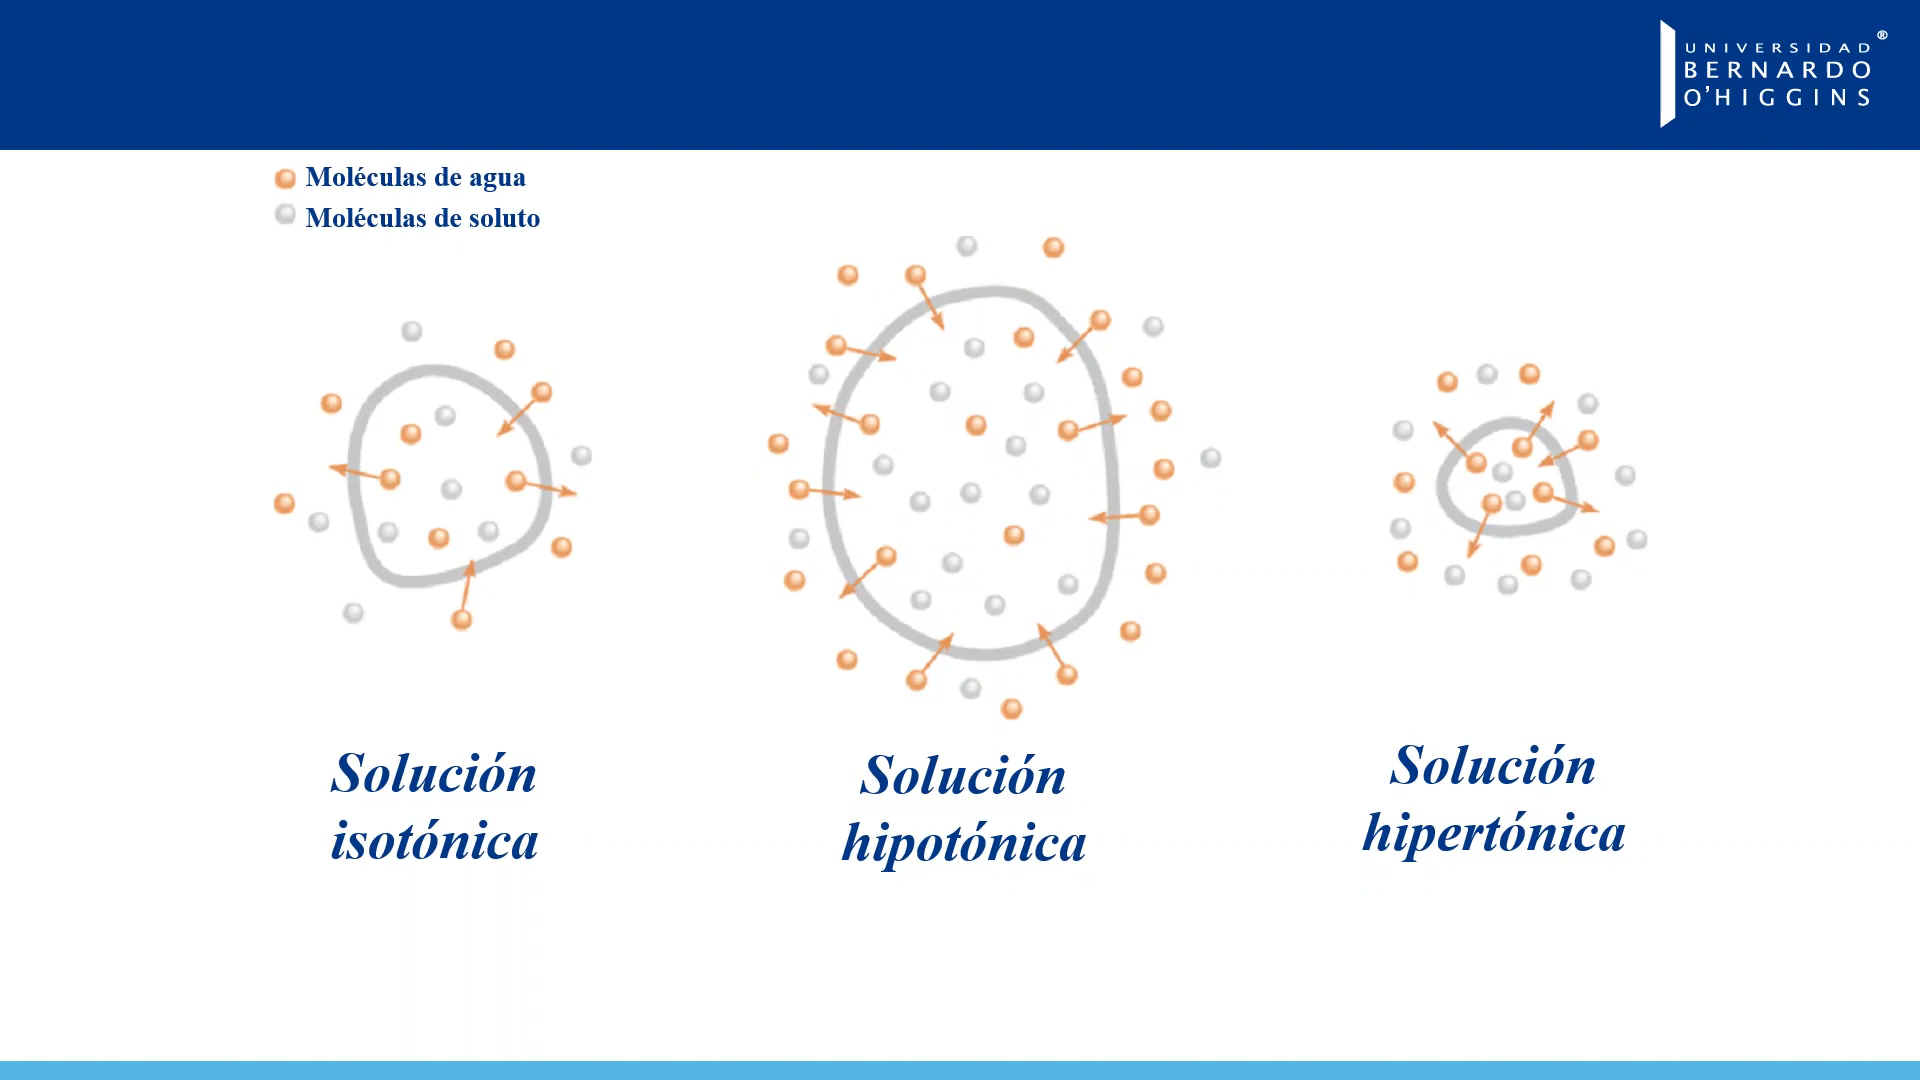 UNIVERSIDAD ®
BERNARDO
O'HIGGINS
Moléculas de agua
Moléculas de soluto
Solución
isotónica
Solución
hipotónica
Solución
hipertónica